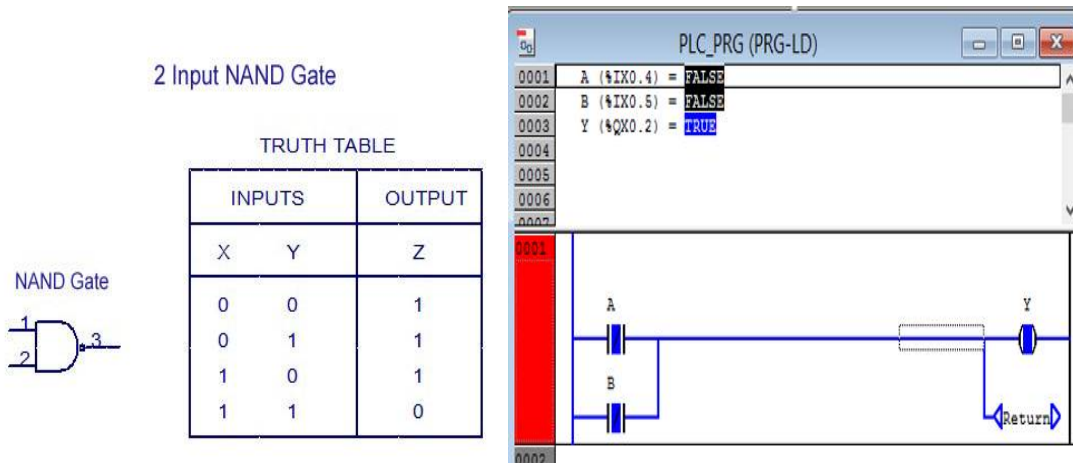 2 Input NAND Gate
TRUTH TABLE
INPUTS OUTPUT
X Y Z
0 0 1
0 1 1
1 0 1
1 1 0
NAND Gate
1
2
3
PLC_PRG (PRG-LD)
0001 A (%IX0.4) = FALSE
0002 B (%IX0.5) = FALSE
0003 Y (%QX0.2) = TRUE
0004
0005
0006
0007
0001
A
Y
B
Return
0002